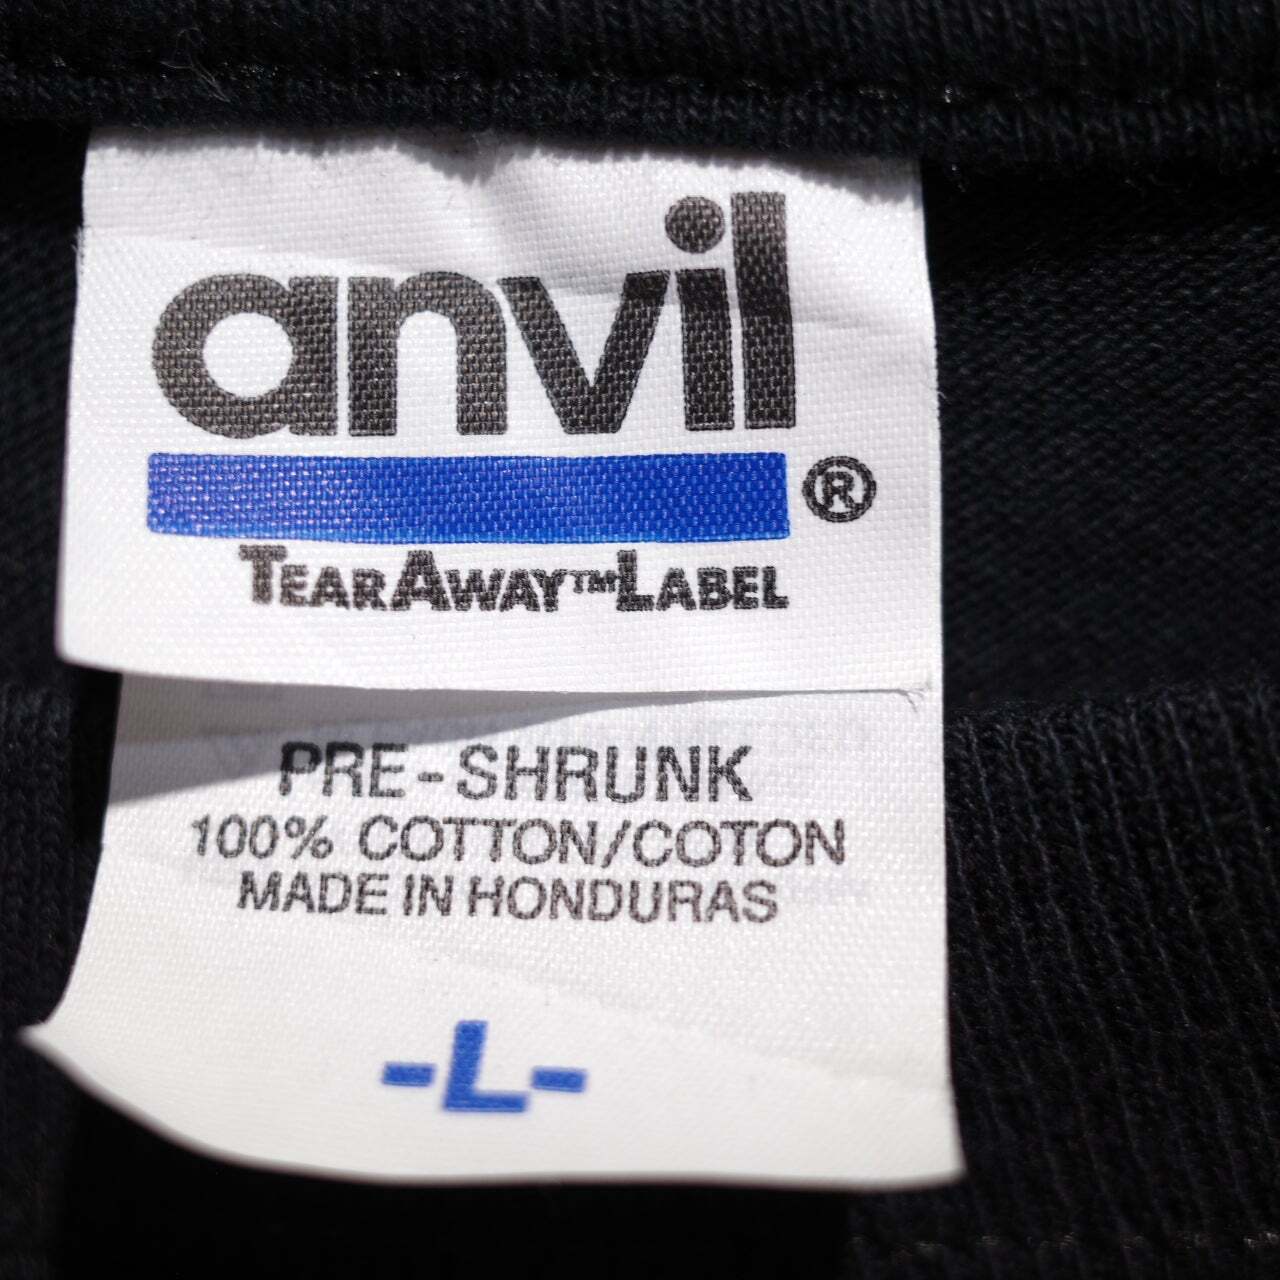 anvil
®
TEARAWAY™LABEL
PRE-SHRUNK
100% COTTON/COTON
MADE IN HONDURAS
-L-